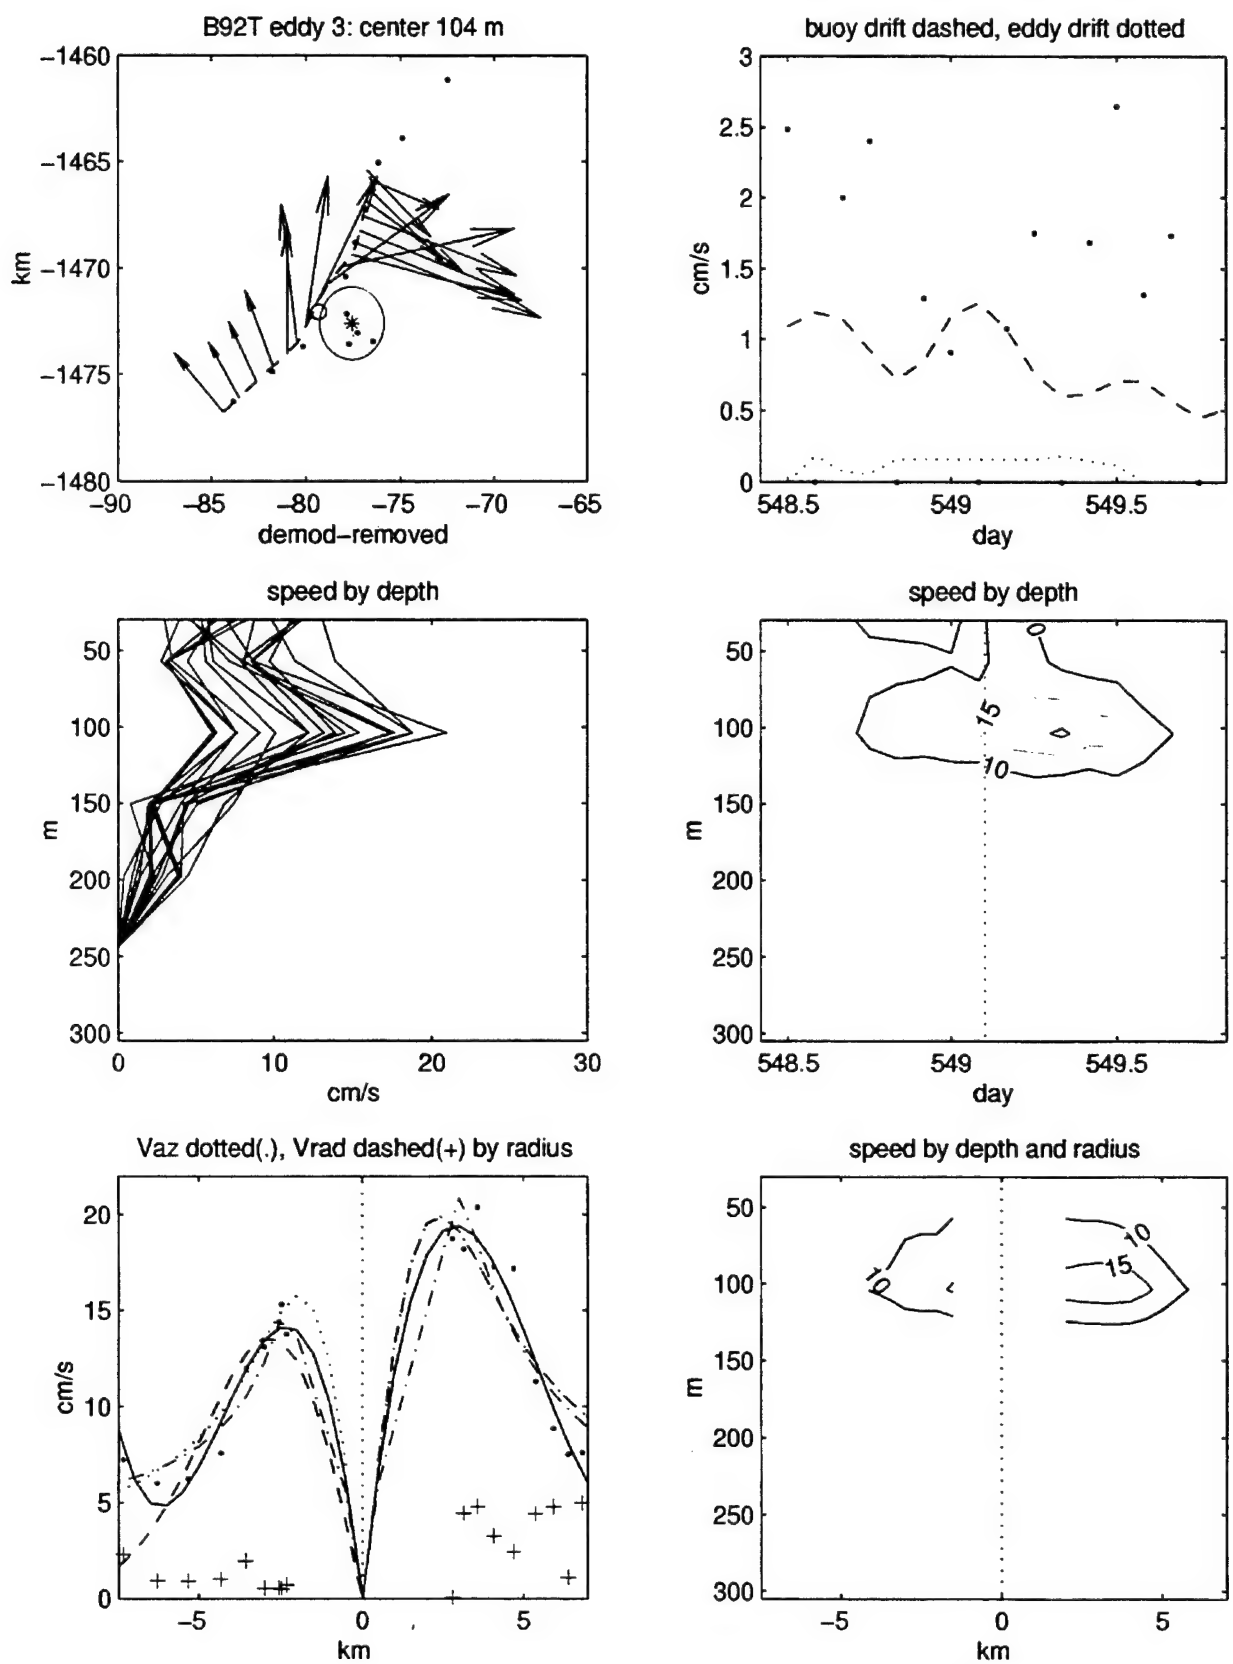 B92T eddy 3: center 104 m
−1460
−1465
−1470
−1475
−1480
km
−90 −85 −80 −75 −70 −65
demod−removed
buoy drift dashed, eddy drift dotted
3
2.5
2
1.5
1
0.5
0
cm/s
548.5 549 549.5
day
speed by depth
50
100
150
200
250
300
m
0 10 20 30
cm/s
speed by depth
50
100
150
200
250
300
m
0
15
10
548.5 549 549.5
day
Vaz dotted(.), Vrad dashed(+) by radius
20
15
10
5
0
cm/s
−5 0 5
km
speed by depth and radius
50
100
150
200
250
300
m
10
10
15
−5 0 5
km